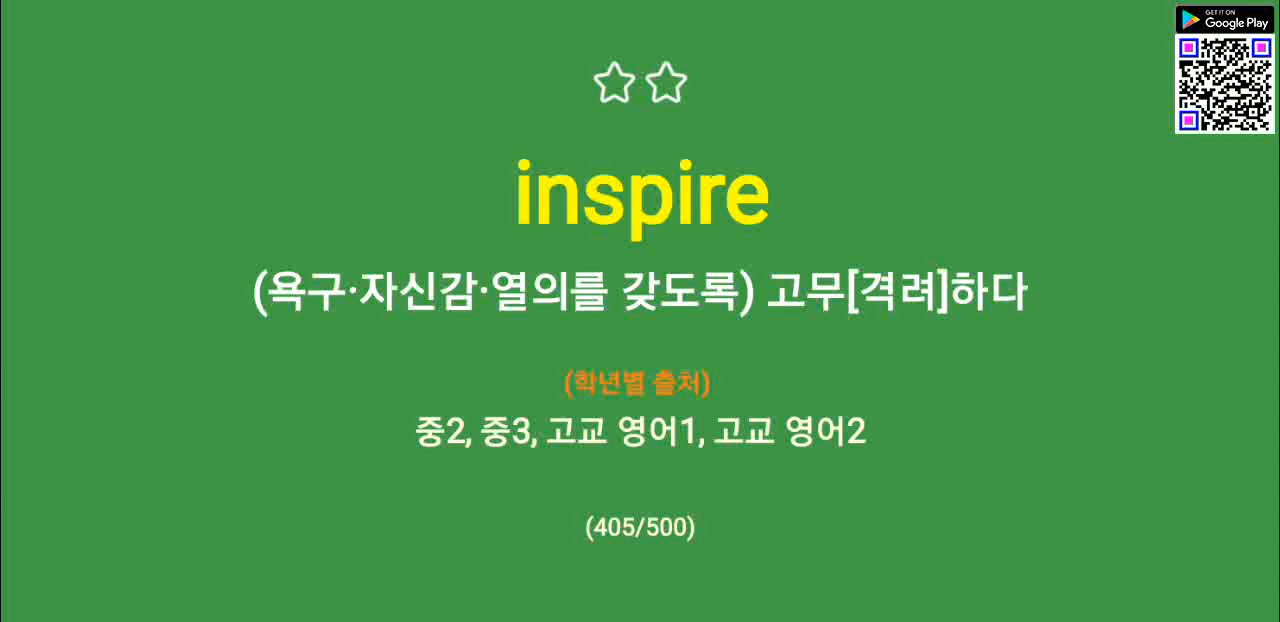 GET IT ON
Google Play
inspire
(욕구·자신감·열의를 갖도록) 고무[격려]하다
(학년별 출처)
중2, 중3, 고교 영어1, 고교 영어2
(405/500)